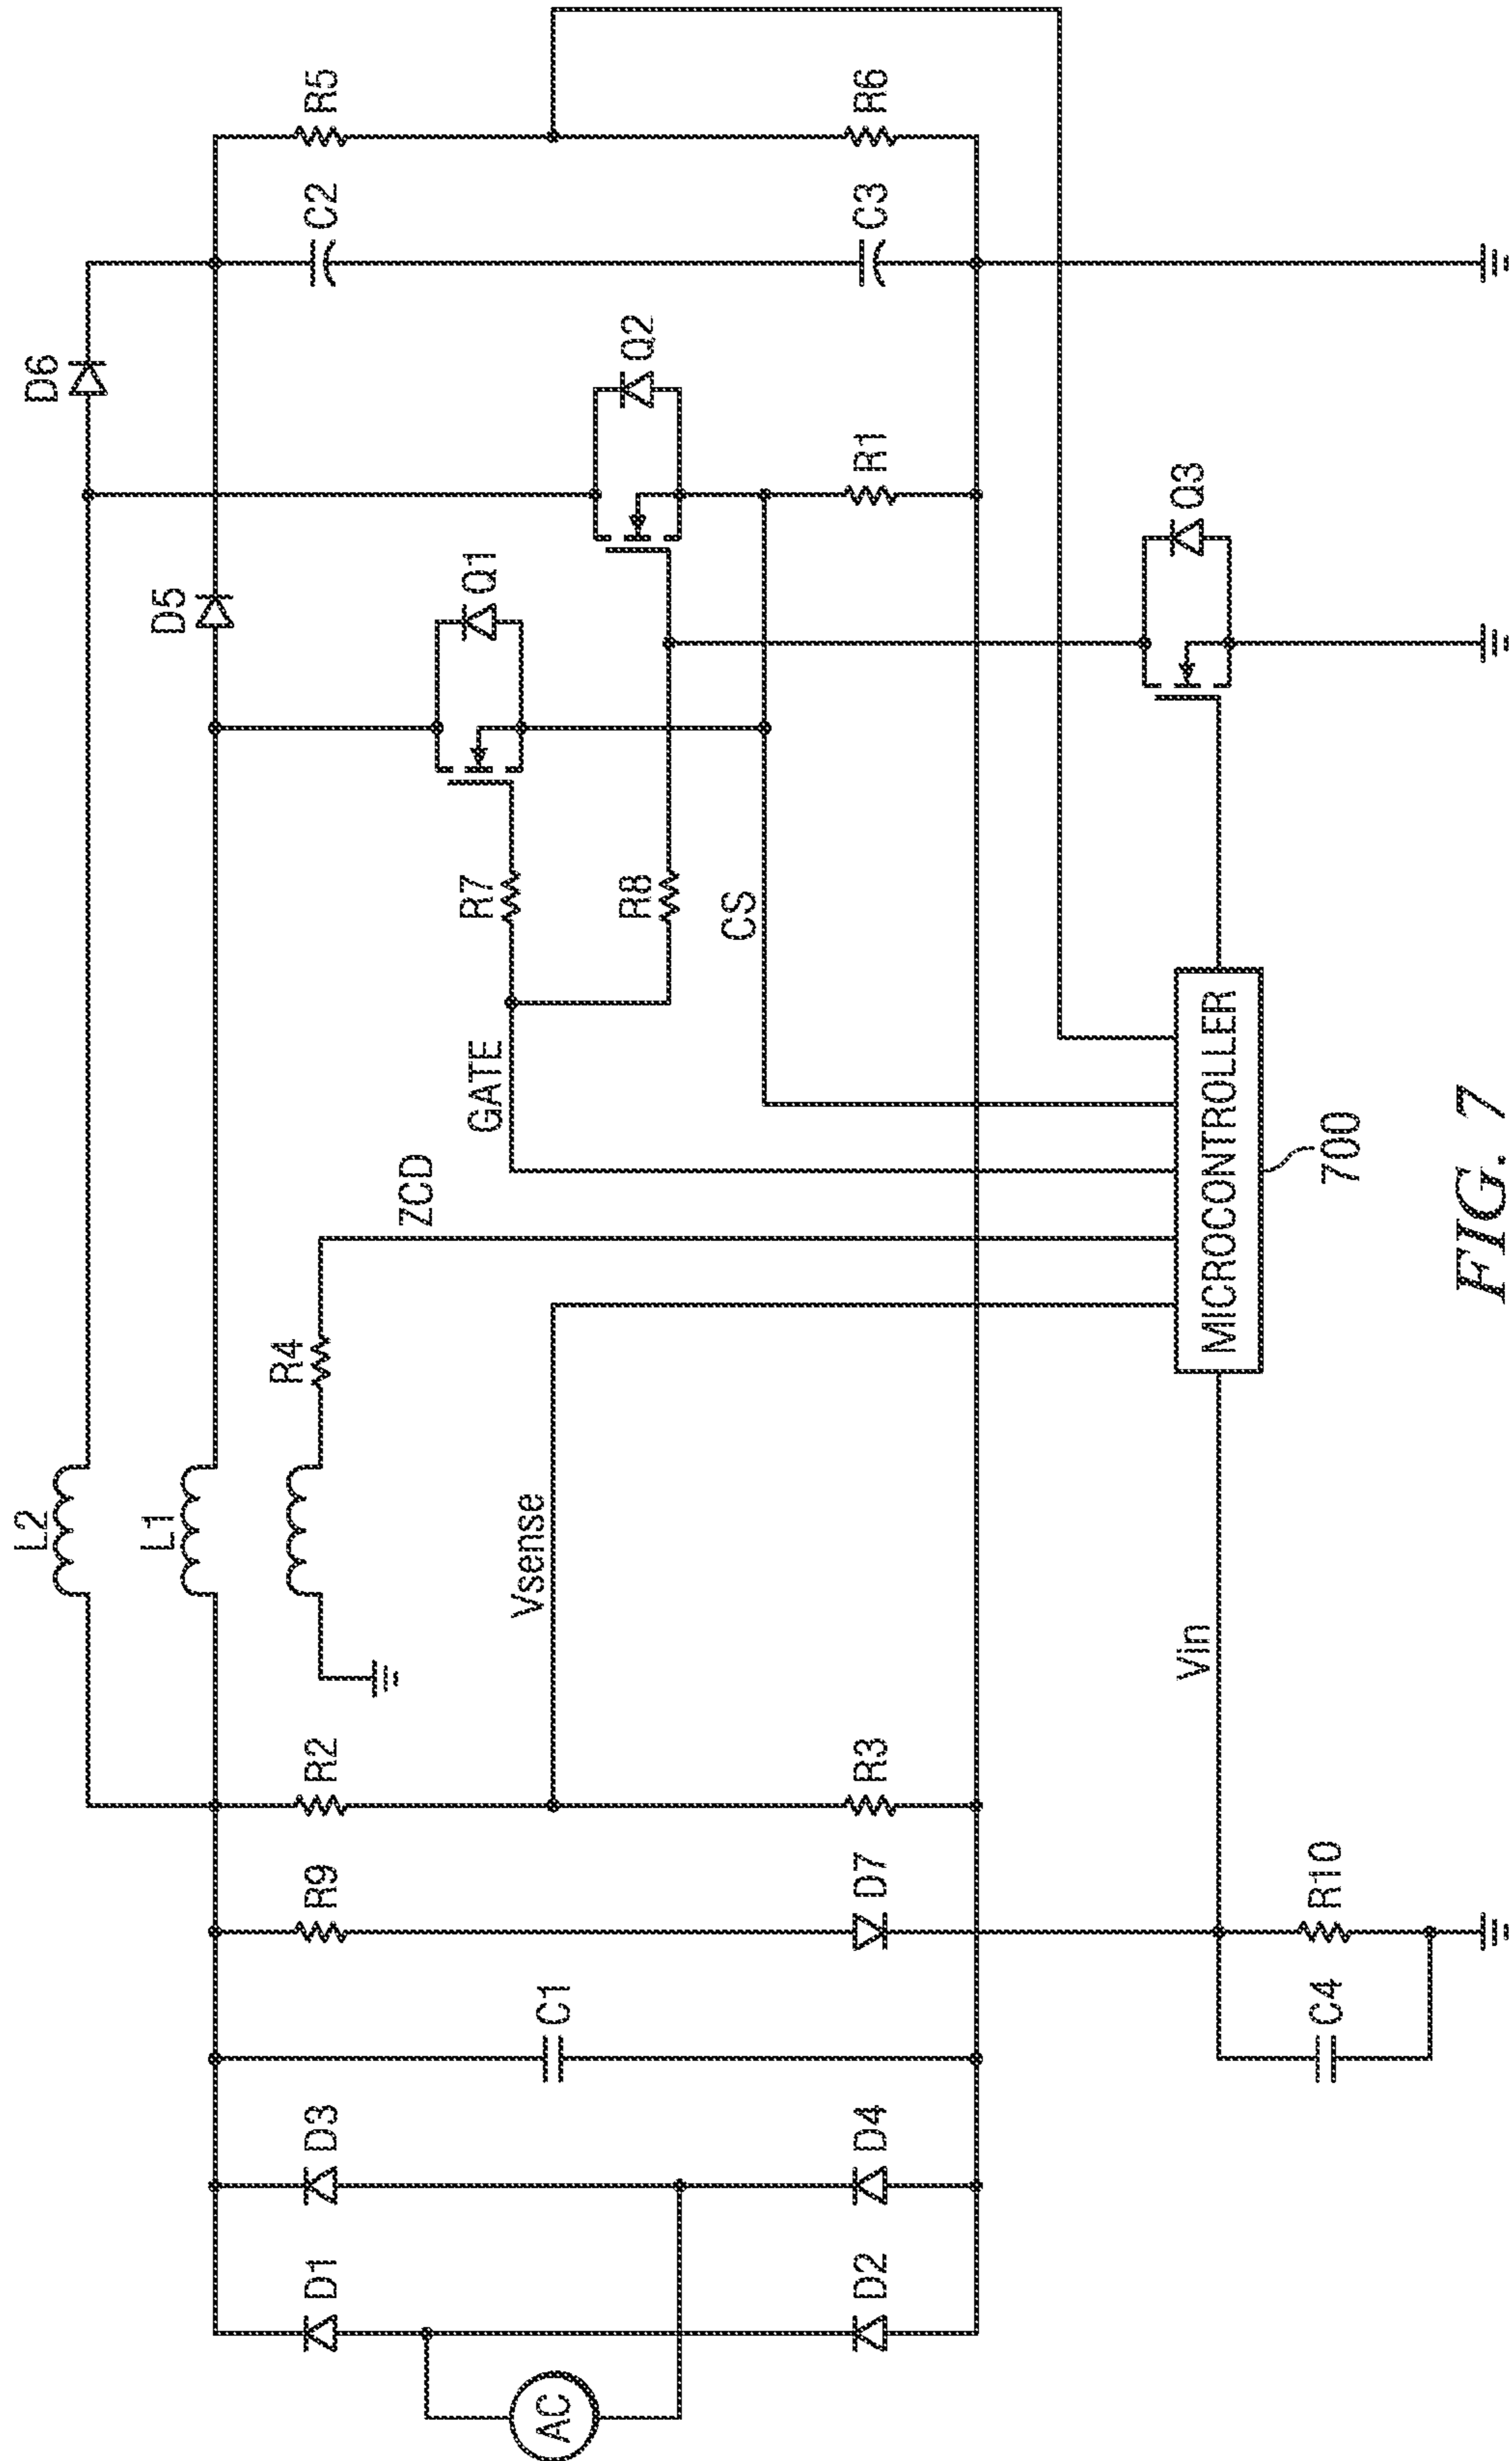 L2
D6
L1
D5
R4
ZCD
GATE
R7
Q1
R8
Q2
CS
C2
R5
C3
R6
R1
Vsense
R2
R3
R9
D7
C1
D3
D4
D1
D2
AC
Vin
R10
C4
MICROCONTROLLER
700
Q3
FIG. 7